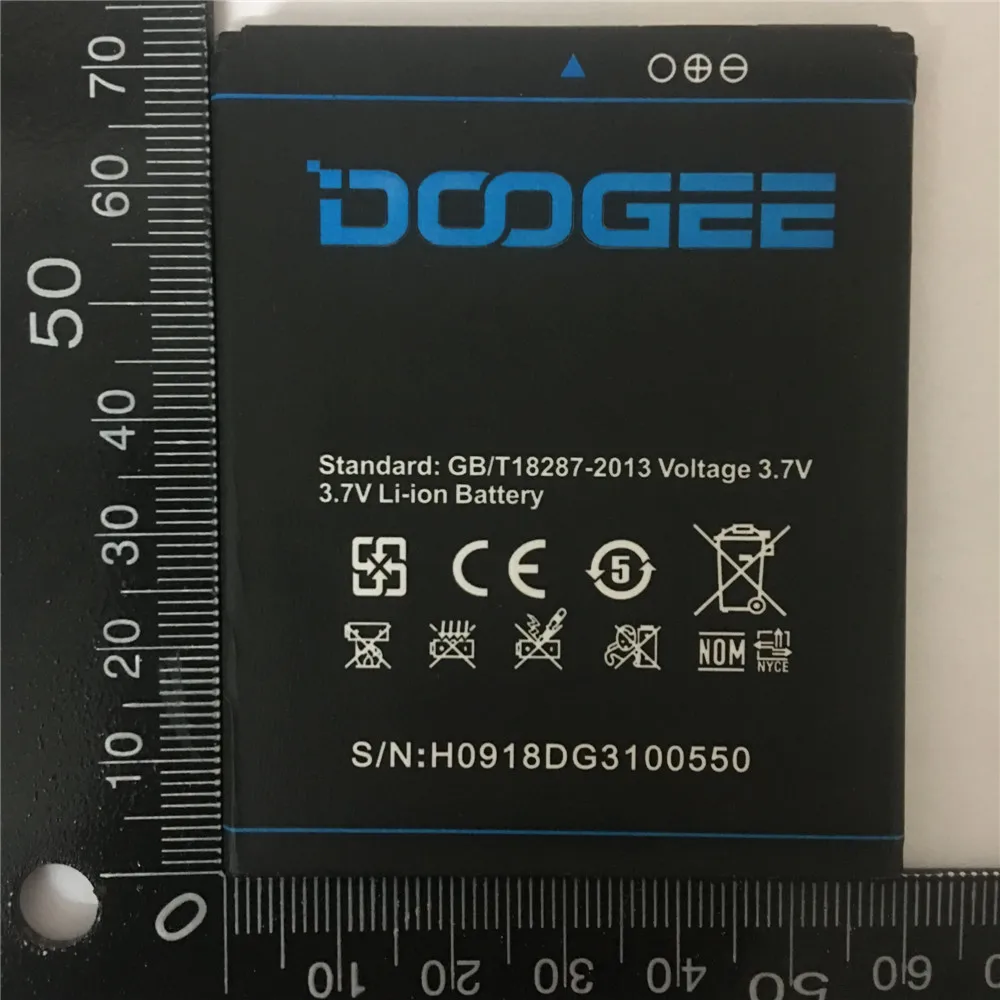 DOOGEE
Standard: GB/T18287-2013 Voltage 3.7V
3.7V Li-ion Battery
CE
5
NOM
NYCE
S/N:H0918DG3100550
70
60
50
40
30
20
10
0
10 20 30 40 50 60